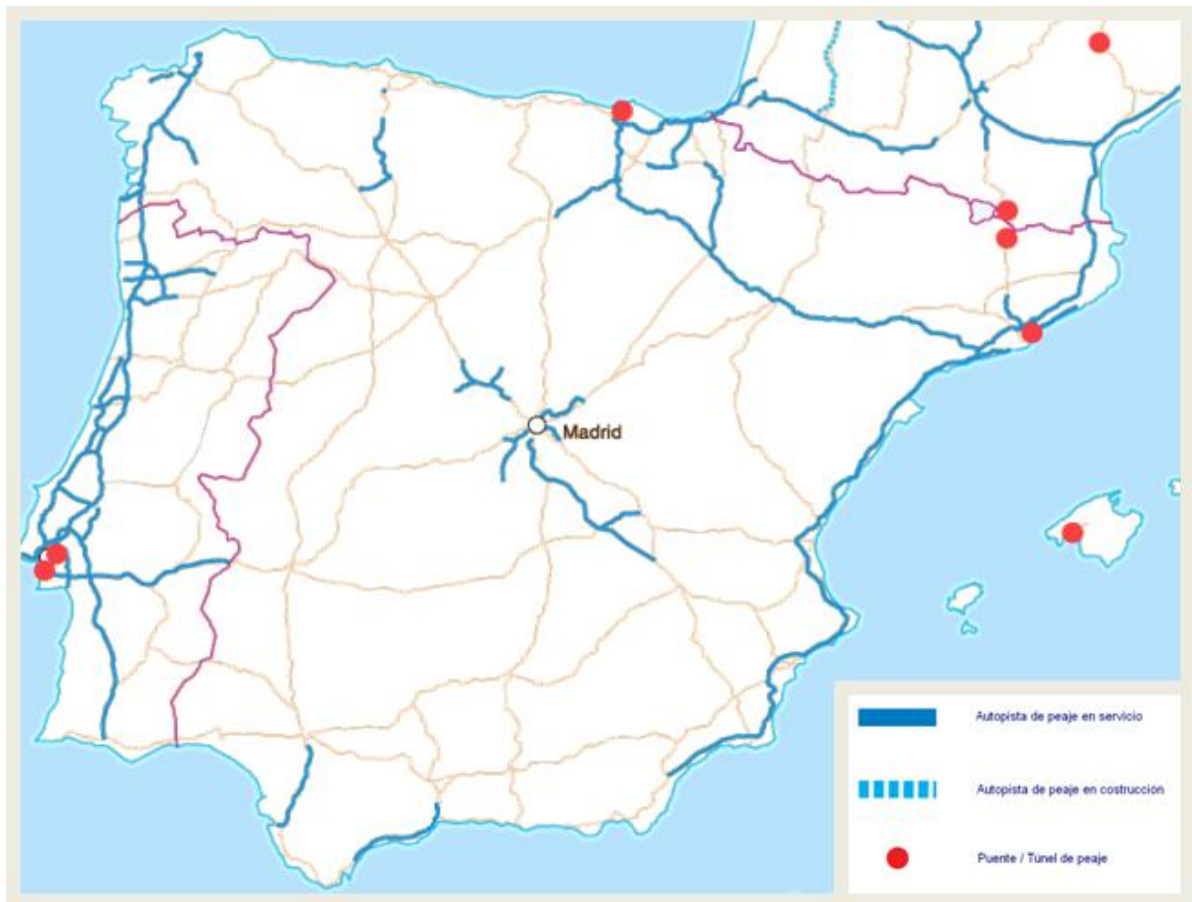 Madrid
Autopista de peaje en servicio
Autopista de peaje en costrucción
Puente / Túnel de peaje